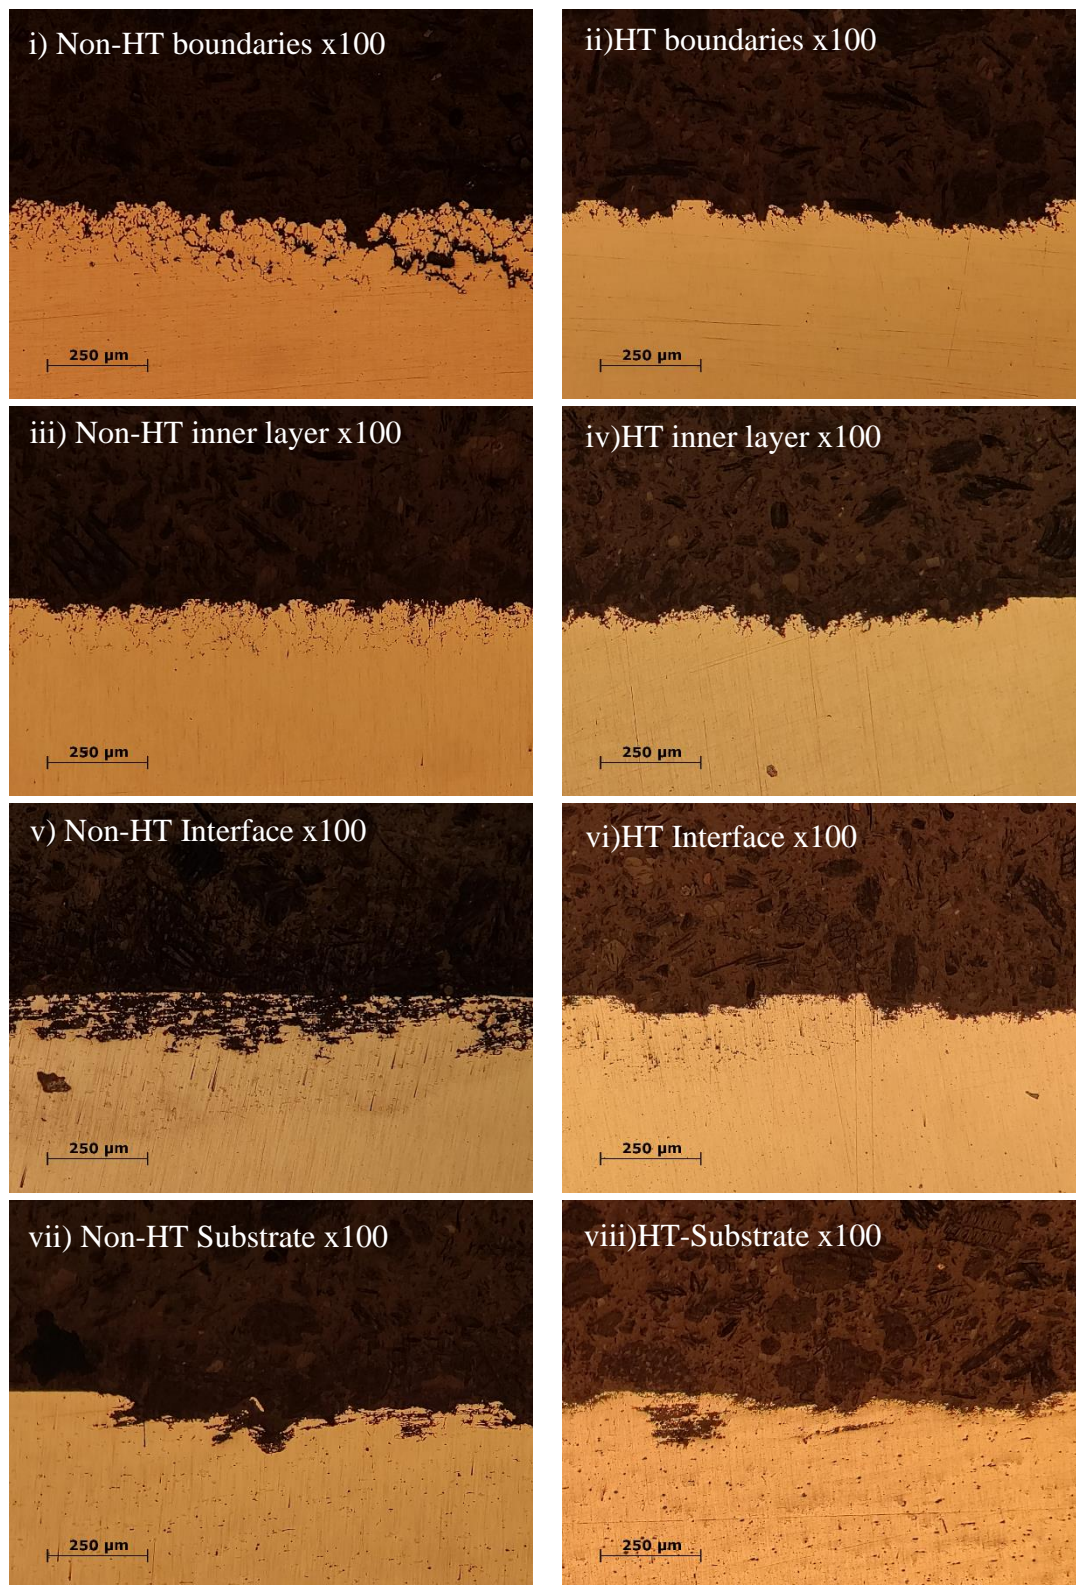 i) Non-HT boundaries x100
ii)HT boundaries x100
250 µm
250 µm
iii) Non-HT inner layer x100
iv)HT inner layer x100
250 µm
250 µm
v) Non-HT Interface x100
vi)HT Interface x100
250 µm
250 µm
vii) Non-HT Substrate x100
viii)HT-Substrate x100
250 µm
250 µm